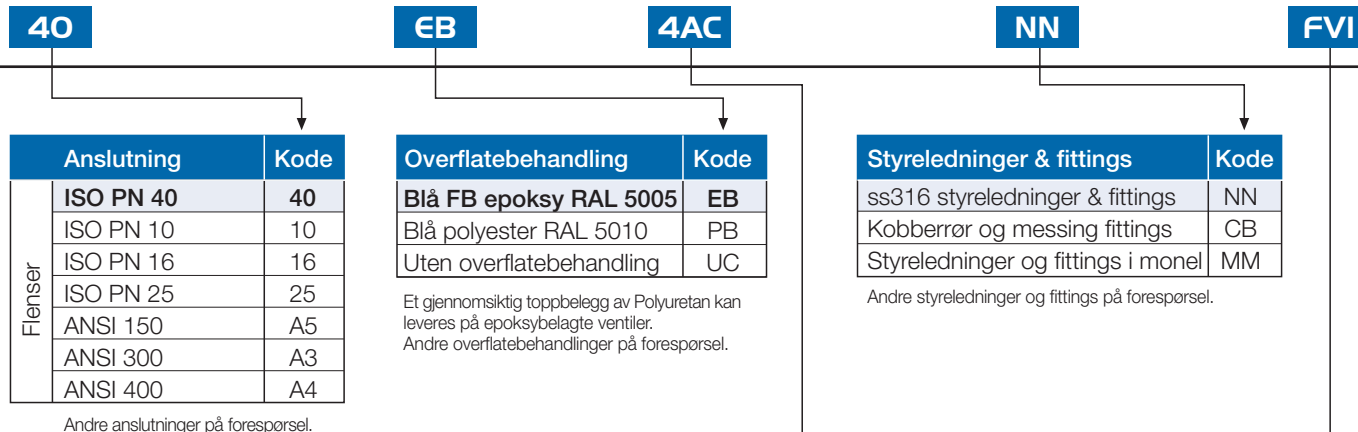 40 EB 4AC NN FVI
Anslutning Kode
Flenser
ISO PN 40 40
ISO PN 10 10
ISO PN 16 16
ISO PN 25 25
ANSI 150 A5
ANSI 300 A3
ANSI 400 A4
Andre anslutninger på forespørsel.
Overflatebehandling Kode
Blå FB epoksy RAL 5005 EB
Blå polyester RAL 5010 PB
Uten overflatebehandling UC
Et gjennomsiktig toppbelegg av Polyuretan kan
leveres på epoksybelagte ventiler.
Andre overflatebehandlinger på forespørsel.
Styreledninger & fittings Kode
ss316 styreledninger & fittings NN
Kobberrør og messing fittings CB
Styreledninger og fittings i monel MM
Andre styreledninger og fittings på forespørsel.